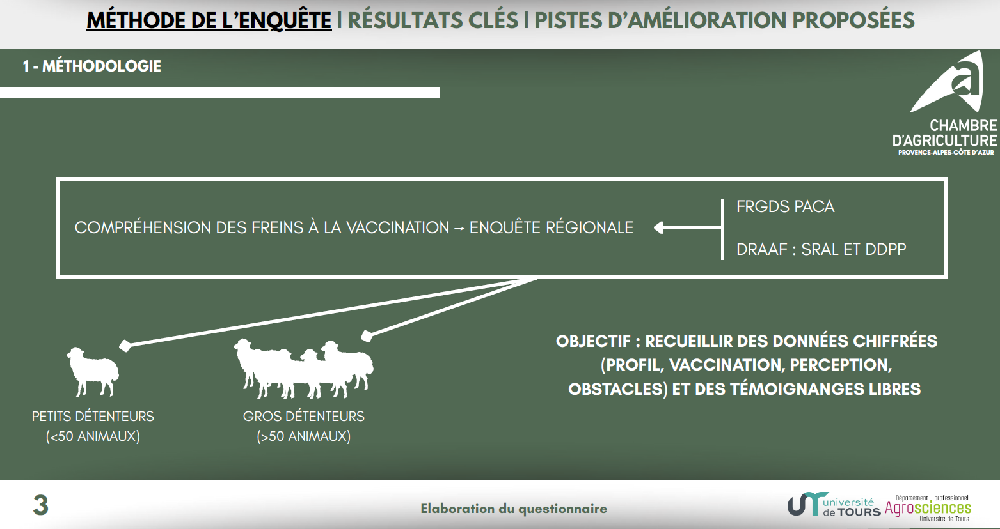 MÉTHODE DE L'ENQUÊTE | RÉSULTATS CLÉS | PISTES D'AMÉLIORATION PROPOSÉES
1 - MÉTHODOLOGIE
CHAMBRE
D'AGRICULTURE
PROVENCE-ALPES-CÔTE D'AZUR
COMPRÉHENSION DES FREINS À LA VACCINATION → ENQUÊTE RÉGIONALE
FRGDS PACA
DRAAF : SRAL ET DDPP
OBJECTIF : RECUEILLIR DES DONNÉES CHIFFRÉES
(PROFIL, VACCINATION, PERCEPTION,
OBSTACLES) ET DES TÉMOIGNANGES LIBRES
PETITS DÉTENTEURS
(<50 ANIMAUX)
GROS DÉTENTEURS
(>50 ANIMAUX)
3
Elaboration du questionnaire
université
de TOURS
Département professionnel
Agrosciences
Université de Tours